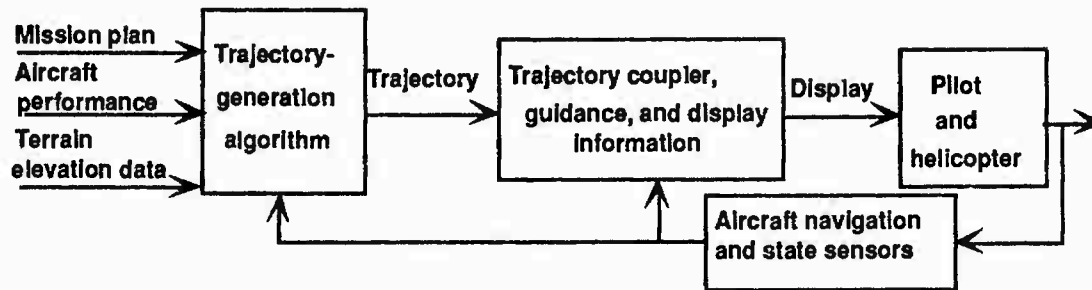 Mission plan
Aircraft
performance
Terrain
elevation data
Trajectory-
generation
algorithm
Trajectory
Trajectory coupler,
guidance, and display
information
Display
Pilot
and
helicopter
Aircraft navigation
and state sensors